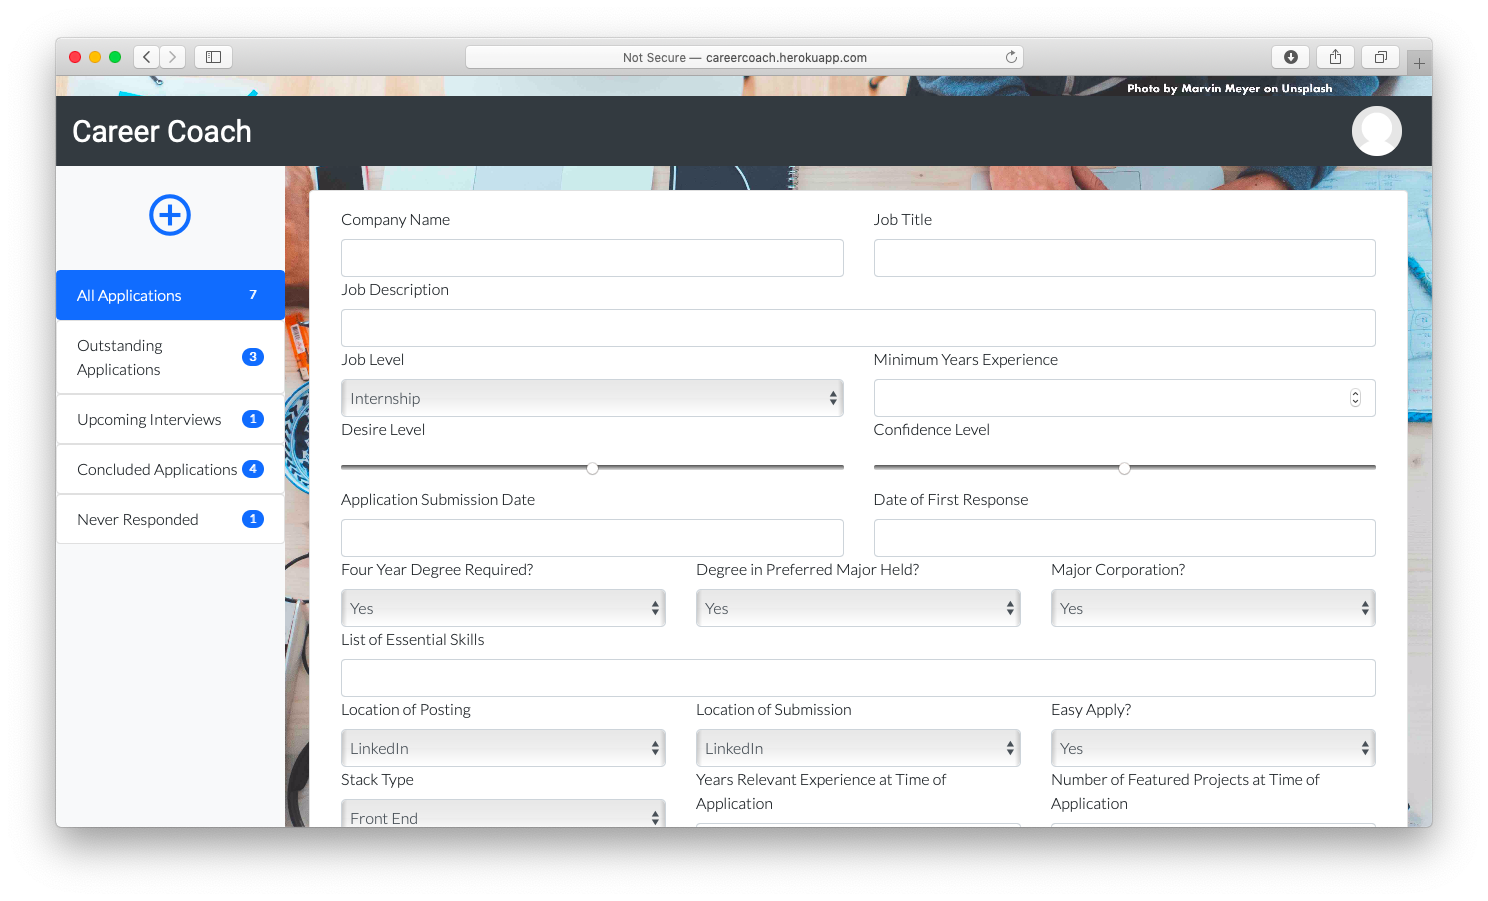 Not Secure — careercoach.herokuapp.com
Photo by Marvin Meyer on Unsplash
Career Coach
All Applications 7
Outstanding
Applications 3
Upcoming Interviews 1
Concluded Applications 4
Never Responded 1
Company Name Job Title
Job Description
Job Level Minimum Years Experience
Internship
Desire Level Confidence Level
Application Submission Date Date of First Response
Four Year Degree Required? Degree in Preferred Major Held? Major Corporation?
Yes Yes Yes
List of Essential Skills
Location of Posting Location of Submission Easy Apply?
LinkedIn LinkedIn Yes
Stack Type Years Relevant Experience at Time of Number of Featured Projects at Time of
Application Application
Front End